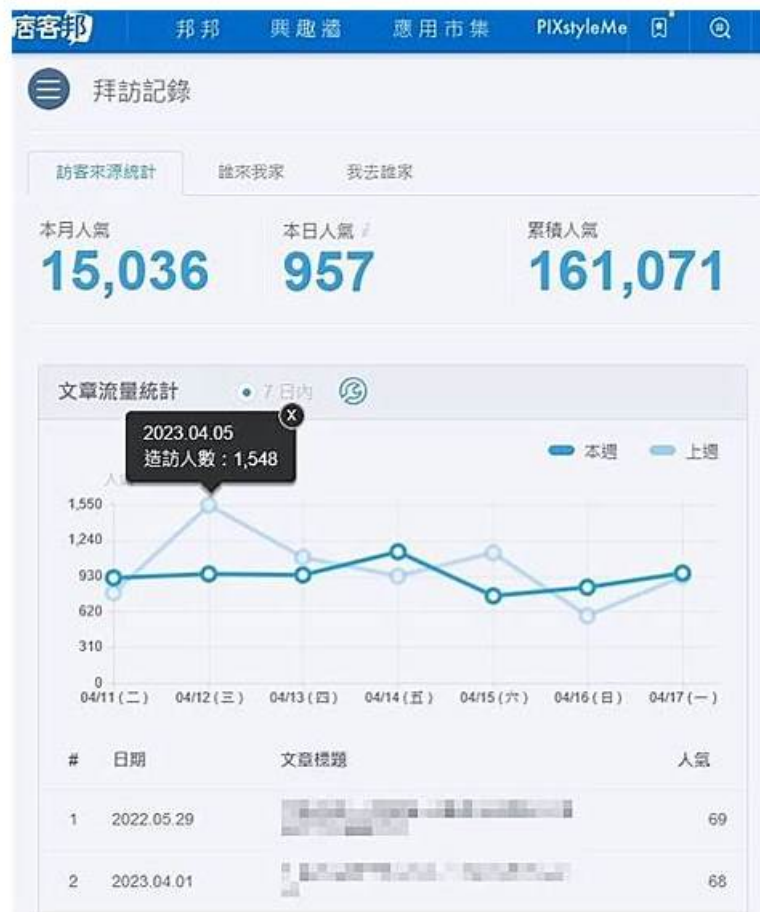 痞客邦 邦邦 興趣牆 應用市集 PIXstyleMe
拜訪記錄
訪客來源統計 誰來我家 我去誰家
本月人氣 本日人氣 i 累積人氣
15,036 957 161,071
文章流量統計 7 日內
X
2023.04.05
造訪人數：1,548
本週 上週
人氣
1,550
1,240
930
620
310
0
04/11 (二) 04/12 (三) 04/13 (四) 04/14 (五) 04/15 (六) 04/16 (日) 04/17 (一)
# 日期 文章標題 人氣
1 2022.05.29 69
2 2023.04.01 68